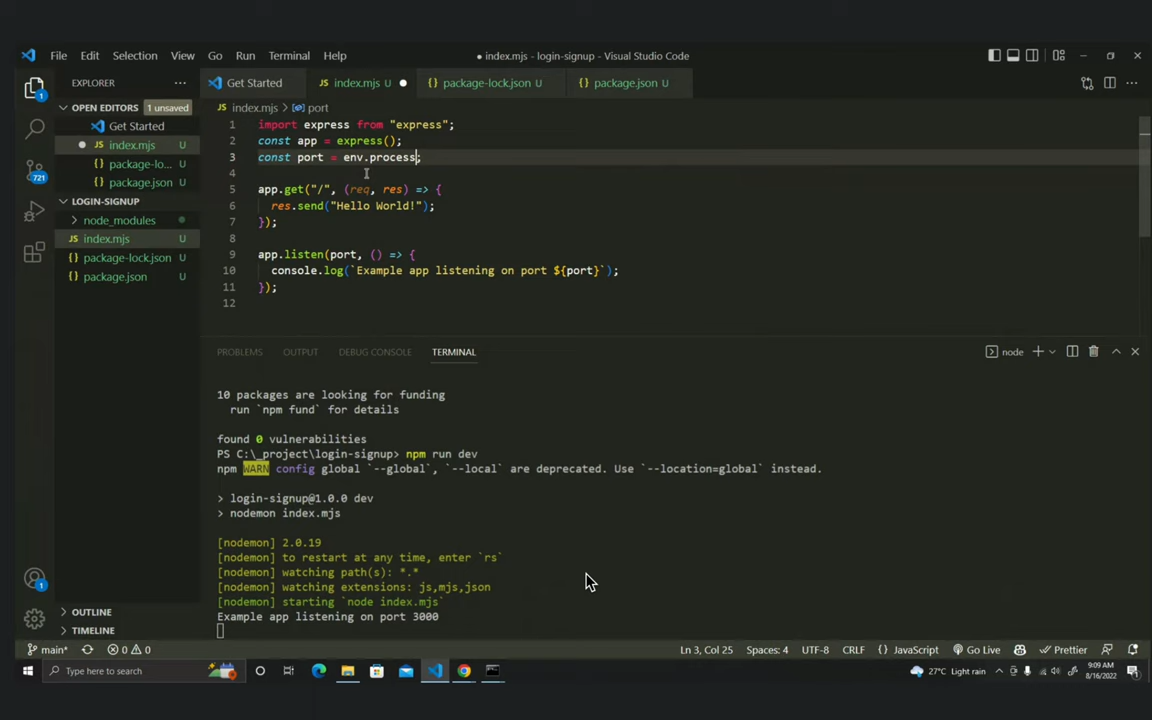 File Edit Selection View Go Run Terminal Help
● index.mjs - login-signup - Visual Studio Code
EXPLORER
Get Started
index.mjs U
{} package-lock.json U
{} package.json U
OPEN EDITORS 1 unsaved
Get Started
index.mjs U
package-lo... U
package.json U
LOGIN-SIGNUP
node_modules
JS index.mjs U
{} package-lock.json U
{} package.json U
721
1
1
OUTLINE
TIMELINE
JS index.mjs > port
1 import express from "express";
2 const app = express();
3 const port = env.process;
4
5 app.get("/", (req, res) => {
6 res.send("Hello World!");
7 });
8
9 app.listen(port, () => {
10 console.log(`Example app listening on port ${port}`);
11 });
12
PROBLEMS OUTPUT DEBUG CONSOLE TERMINAL
node
10 packages are looking for funding
run `npm fund` for details
found 0 vulnerabilities
PS C:\_project\login-signup> npm run dev
npm WARN config global `--global`, `--local` are deprecated. Use `--location=global` instead.
> login-signup@1.0.0 dev
> nodemon index.mjs
[nodemon] 2.0.19
[nodemon] to restart at any time, enter `rs`
[nodemon] watching path(s): *.*
[nodemon] watching extensions: js,mjs,json
[nodemon] starting `node index.mjs`
Example app listening on port 3000
main* 0 0 Ln 3, Col 25 Spaces: 4 UTF-8 CRLF {} JavaScript Go Live Prettier
Type here to search
27°C Light rain
9:09 AM
8/16/2022